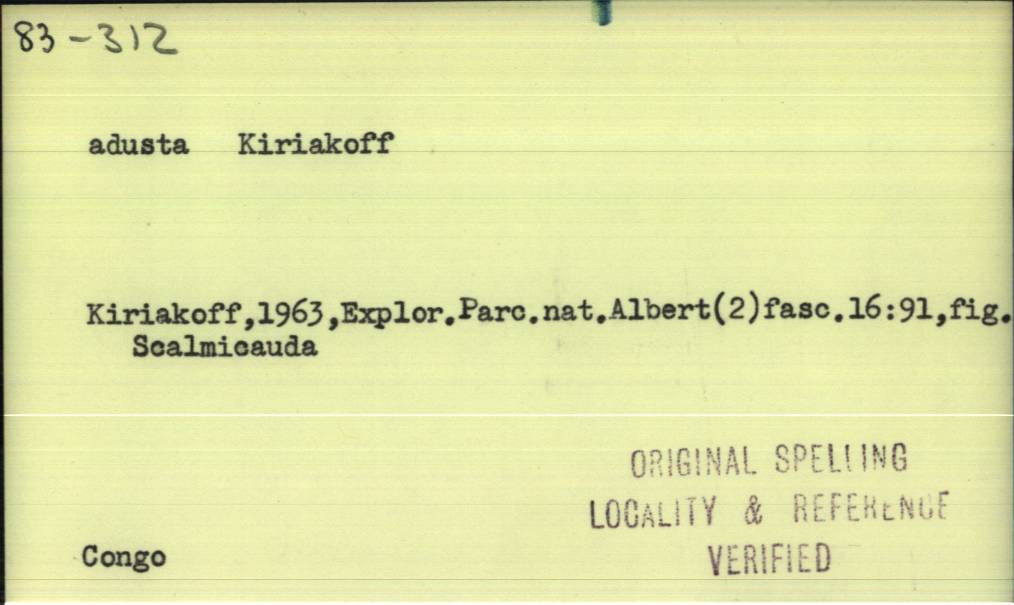 83-312
adusta Kiriakoff
Kiriakoff,1963,Explor.Parc.nat.Albert(2)fasc.16:91,fig.
Scalmicauda
ORIGINAL SPELLING
LOCALITY & REFERENCE
VERIFIED
Congo